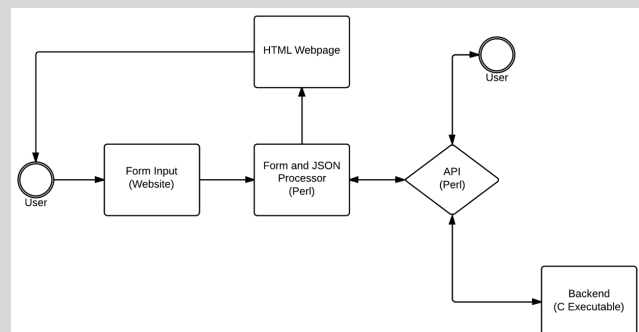 HTML Webpage
User
User
Form Input
(Website)
Form and JSON
Processor
(Perl)
API
(Perl)
Backend
(C Executable)